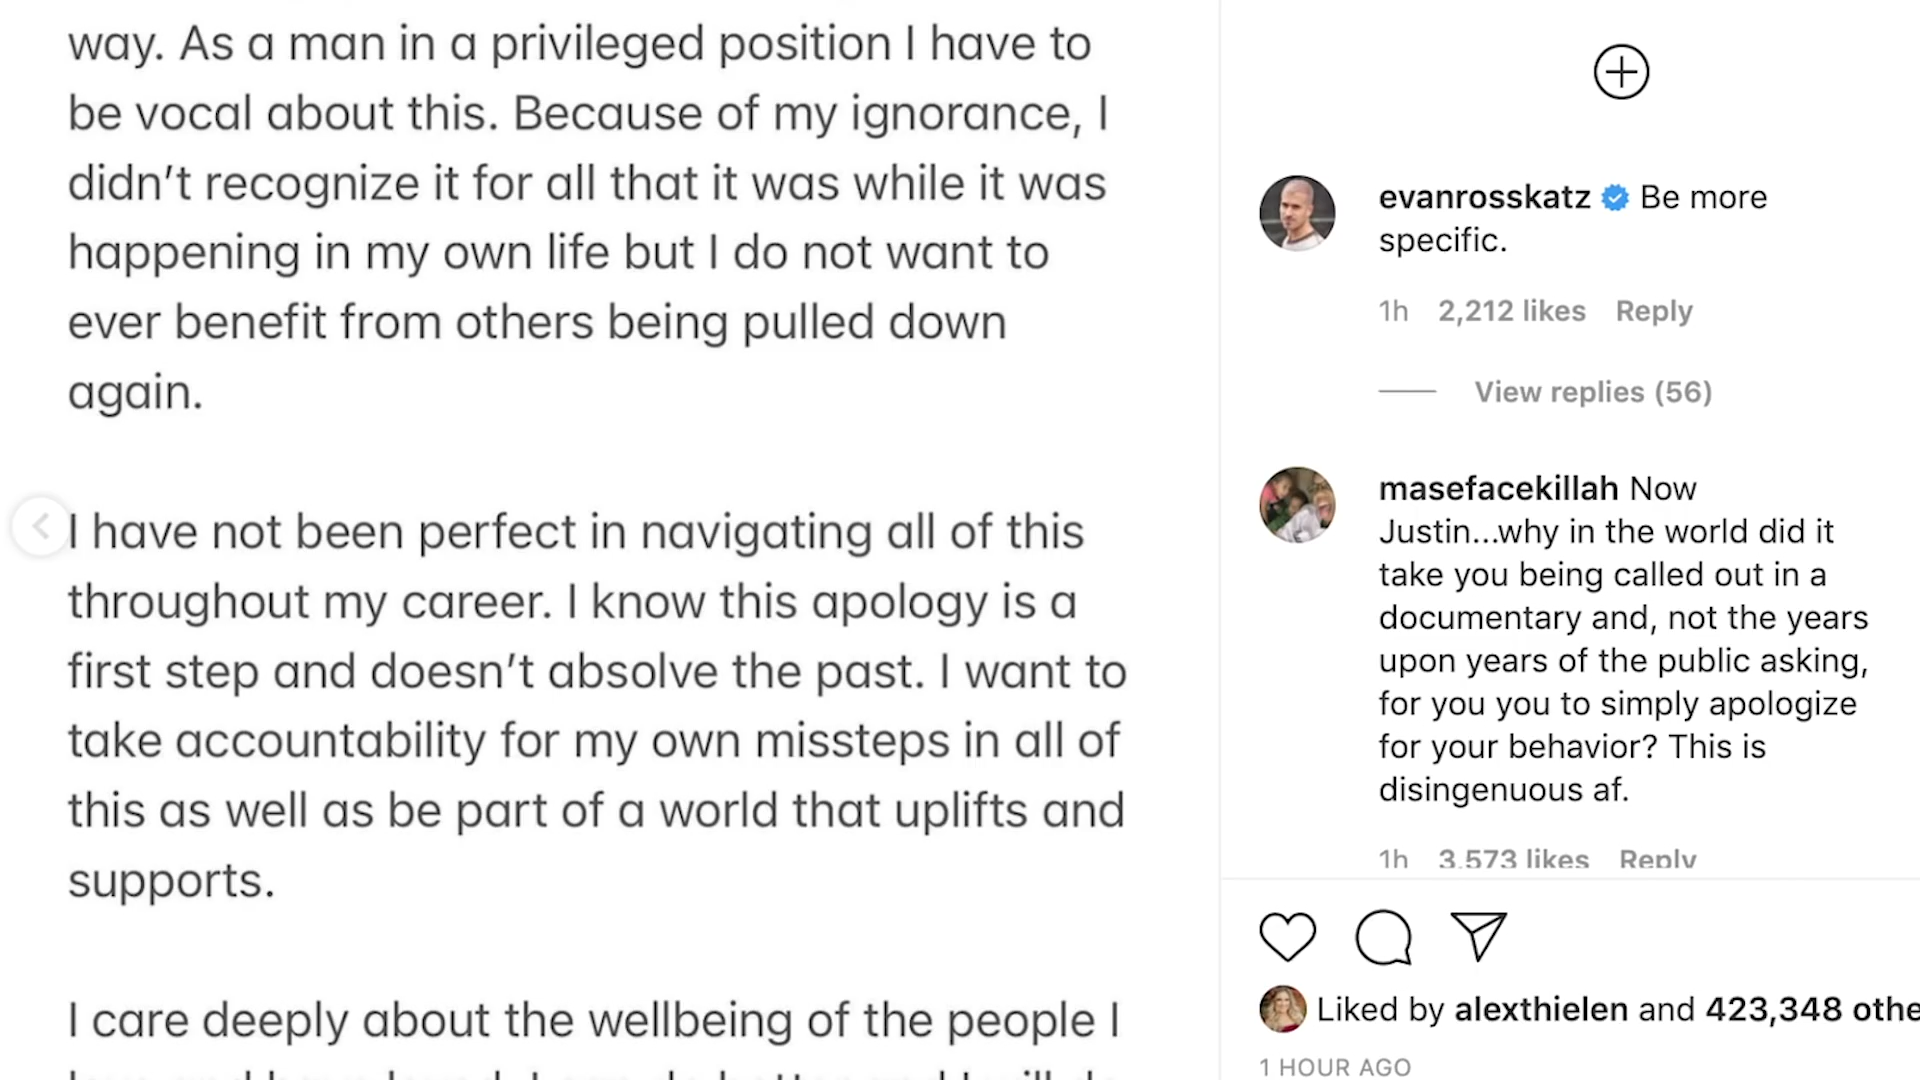 way. As a man in a privileged position I have to
be vocal about this. Because of my ignorance, I
didn't recognize it for all that it was while it was
happening in my own life but I do not want to
ever benefit from others being pulled down
again.
I have not been perfect in navigating all of this
throughout my career. I know this apology is a
first step and doesn't absolve the past. I want to
take accountability for my own missteps in all of
this as well as be part of a world that uplifts and
supports.
I care deeply about the wellbeing of the people I
evanrosskatz Be more
specific.
1h 2,212 likes Reply
View replies (56)
masefacekillah Now
Justin...why in the world did it
take you being called out in a
documentary and, not the years
upon years of the public asking,
for you you to simply apologize
for your behavior? This is
disingenuous af.
1h 3,573 likes Reply
Liked by alexthielen and 423,348 othe
1 HOUR AGO